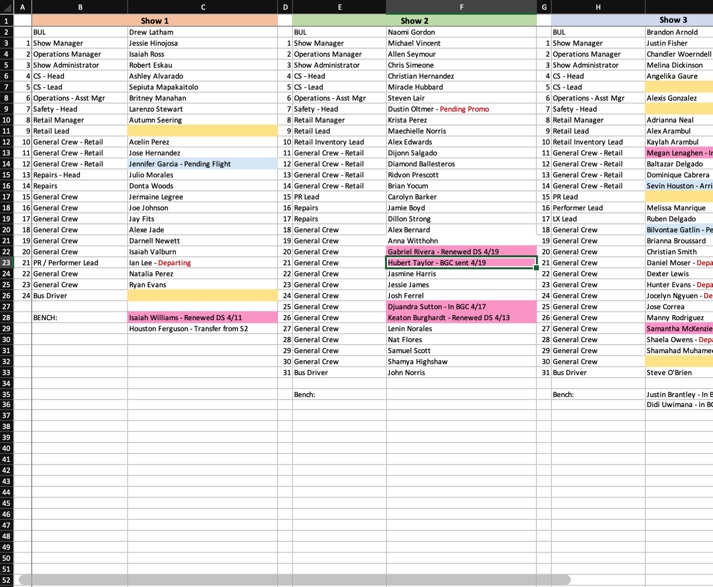 A B C D E F G H
1 Show 1 Show 2 Show 3
2 BUL Drew Latham BUL Naomi Gordon BUL Brandon Arnold
3 1 Show Manager Jessie Hinojosa 1 Show Manager Michael Vincent 1 Show Manager Justin Fisher
4 2 Operations Manager Isaiah Ross 2 Operations Manager Allen Seymour 2 Operations Manager Chandler Woerndell
5 3 Show Administrator Robert Eskau 3 Show Administrator Chris Simeone 3 Show Administrator Melina Dickinson
6 4 CS - Head Ashley Alvarado 4 CS - Head Christian Hernandez 4 CS - Head Angelika Gaure
7 5 CS - Lead Sepiuta Mapakaitolo 5 CS - Lead Miracle Hubbard 5 CS - Lead
8 6 Operations - Asst Mgr Britney Manahan 6 Operations - Asst Mgr Steven Lair 6 Operations - Asst Mgr Alexis Gonzalez
9 7 Safety - Head Larenzo Stewart 7 Safety - Head Dustin Oltmer - Pending Promo 7 Safety - Head
10 8 Retail Manager Autumn Seering 8 Retail Manager Krista Perez 8 Retail Manager Adrianna Neal
11 9 Retail Lead 9 Retail Lead Maechielle Norris 9 Retail Lead Alex Arambul
12 10 General Crew - Retail Acelin Perez 10 Retail Inventory Lead Alex Edwards 10 Retail Inventory Lead Kaylah Arambul
13 11 General Crew - Retail Jose Hernandez 11 General Crew - Retail Dijonn Salgado 11 General Crew - Retail Megan Lenaghen - In
14 12 General Crew - Retail Jennifer Garcia - Pending Flight 12 General Crew - Retail Diamond Ballesteros 12 General Crew - Retail Baltazar Delgado
15 13 Repairs - Head Julio Morales 13 General Crew - Retail Ridvon Prescott 13 General Crew - Retail Dominique Cabrera
16 14 Repairs Donta Woods 14 General Crew - Retail Brian Yocum 14 General Crew - Retail Sevin Houston - Arri
17 15 General Crew Jermaine Legree 15 PR Lead Carolyn Barker 15 PR Lead
18 16 General Crew Joe Johnson 16 Repairs Jamie Boyd 16 Performer Lead Melissa Manrique
19 17 General Crew Jay Fits 17 Repairs Dillon Strong 17 LX Lead Ruben Delgado
20 18 General Crew Alexe Jade 18 General Crew Alex Bernard 18 General Crew Bilvontae Gatlin - Pe
21 19 General Crew Darnell Newett 19 General Crew Anna Witthohn 19 General Crew Brianna Broussard
22 20 General Crew Isaiah Valburn 20 General Crew Gabriel Rivera - Renewed DS 4/19 20 General Crew Christian Smith
23 21 PR / Performer Lead Ian Lee - Departing 21 General Crew Hubert Taylor - BGC sent 4/19 21 General Crew Daniel Moser - Depa
24 22 General Crew Natalia Perez 22 General Crew Jasmine Harris 22 General Crew Dexter Lewis
25 23 General Crew Ryan Evans 23 General Crew Jessie James 23 General Crew Hunter Evans - Depa
26 24 Bus Driver 24 General Crew Josh Ferrel 24 General Crew Jocelyn Ngyuen - De
27 25 General Crew Djuandra Sutton - In BGC 4/17 25 General Crew Jose Correa
28 BENCH: Isaiah Williams - Renewed DS 4/11 26 General Crew Keaton Burghardt - Renewed DS 4/13 26 General Crew Manny Rodriguez
29 Houston Ferguson - Transfer from S2 27 General Crew Lenin Norales 27 General Crew Samantha McKenzie
30 28 General Crew Nat Flores 28 General Crew Shaela Owens - Dep
31 29 General Crew Samuel Scott 29 General Crew Shamahad Muhame
32 30 General Crew Shamya Highshaw 30 General Crew
33 31 Bus Driver John Norris 31 Bus Driver Steve O'Brien
34
35 Bench: Bench: Justin Brantley - In B
36 Didi Uwimana - in BG
37
38
39
40
41
42
43
44
45
46
47
48
49
50
51
52